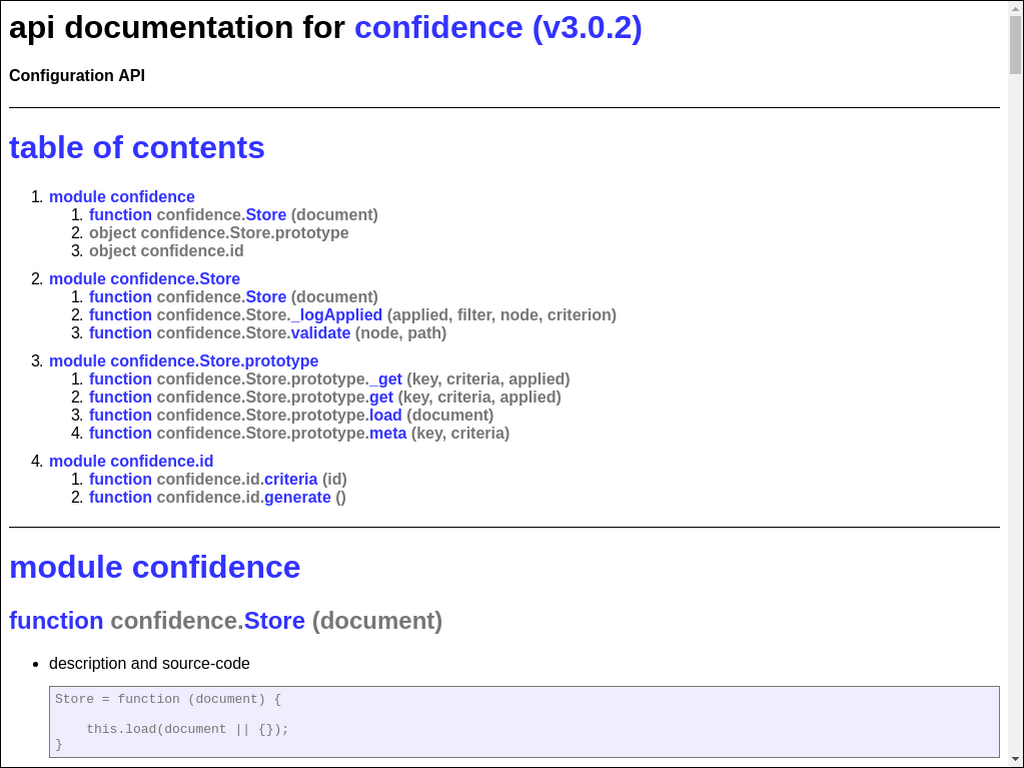 api documentation for confidence (v3.0.2)
Configuration API
table of contents
1. module confidence
1. function confidence.Store (document)
2. object confidence.Store.prototype
3. object confidence.id
2. module confidence.Store
1. function confidence.Store (document)
2. function confidence.Store._logApplied (applied, filter, node, criterion)
3. function confidence.Store.validate (node, path)
3. module confidence.Store.prototype
1. function confidence.Store.prototype._get (key, criteria, applied)
2. function confidence.Store.prototype.get (key, criteria, applied)
3. function confidence.Store.prototype.load (document)
4. function confidence.Store.prototype.meta (key, criteria)
4. module confidence.id
1. function confidence.id.criteria (id)
2. function confidence.id.generate ()
module confidence
function confidence.Store (document)
• description and source-code
Store = function (document) {
    this.load(document || {});
}